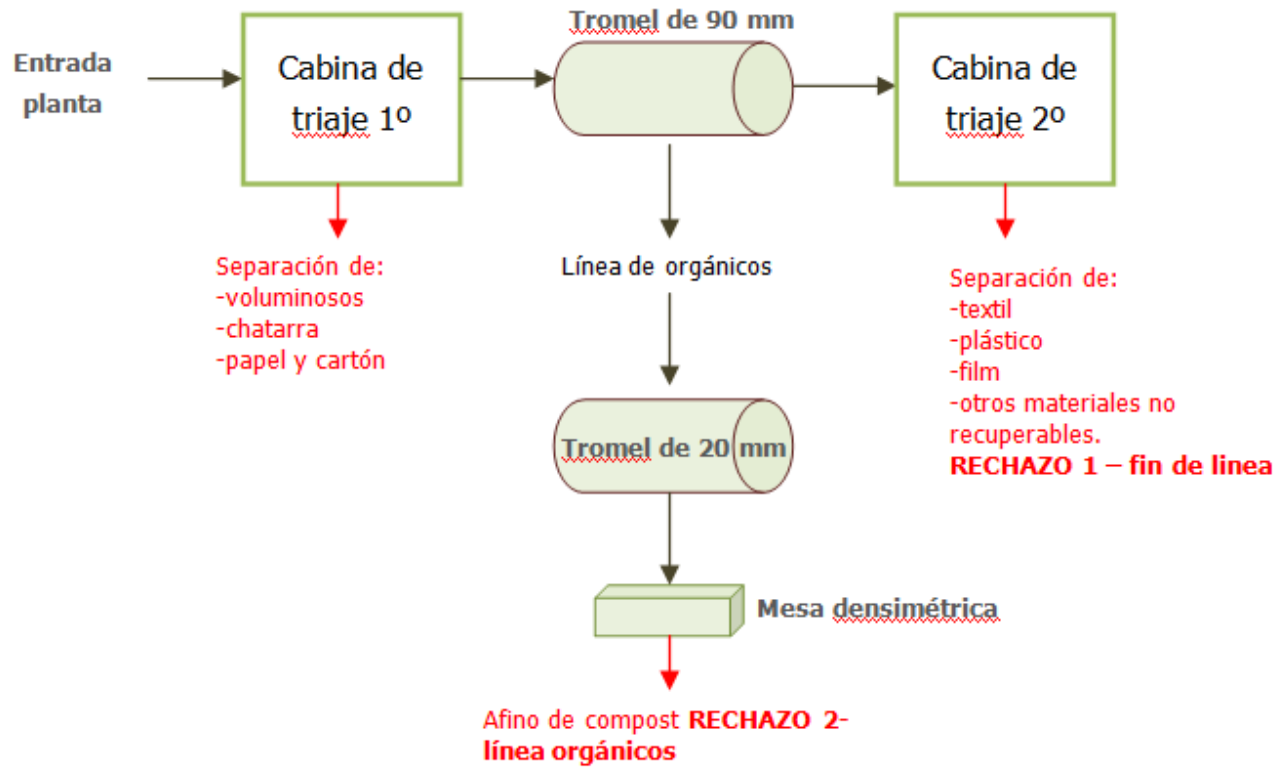 Tromel de 90 mm
Entrada
planta
Cabina de
triaje 1º
Cabina de
triaje 2º
Separación de:
-voluminosos
-chatarra
-papel y cartón
Línea de orgánicos
Separación de:
-textil
-plástico
-film
-otros materiales no
recuperables.
RECHAZO 1 – fin de linea
Tromel de 20 mm
Mesa densimétrica
Afino de compost RECHAZO 2-
línea orgánicos